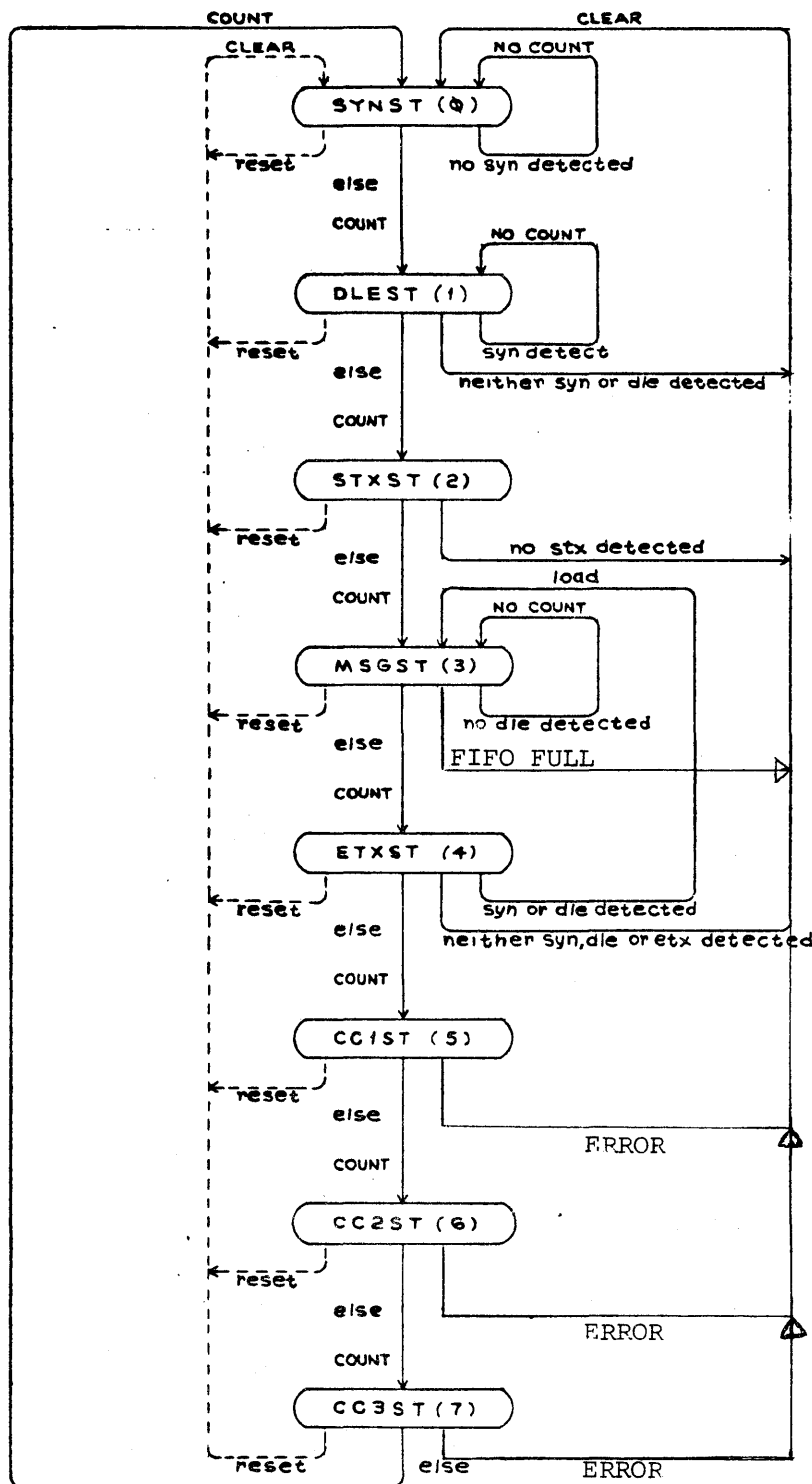 COUNT
CLEAR
CLEAR
NO COUNT
SYNST (0)
reset
no syn detected
else
COUNT
NO COUNT
DLEST (1)
reset
syn detect
else
neither syn or dle detected
COUNT
STXST (2)
reset
no stx detected
else
load
COUNT
NO COUNT
MSGST (3)
reset
no dle detected
else
FIFO FULL
COUNT
ETXST (4)
reset
syn or dle detected
else
neither syn, dle or etx detected
COUNT
CC1ST (5)
reset
else
ERROR
COUNT
CC2ST (6)
reset
else
ERROR
COUNT
CC3ST (7)
reset
else
ERROR